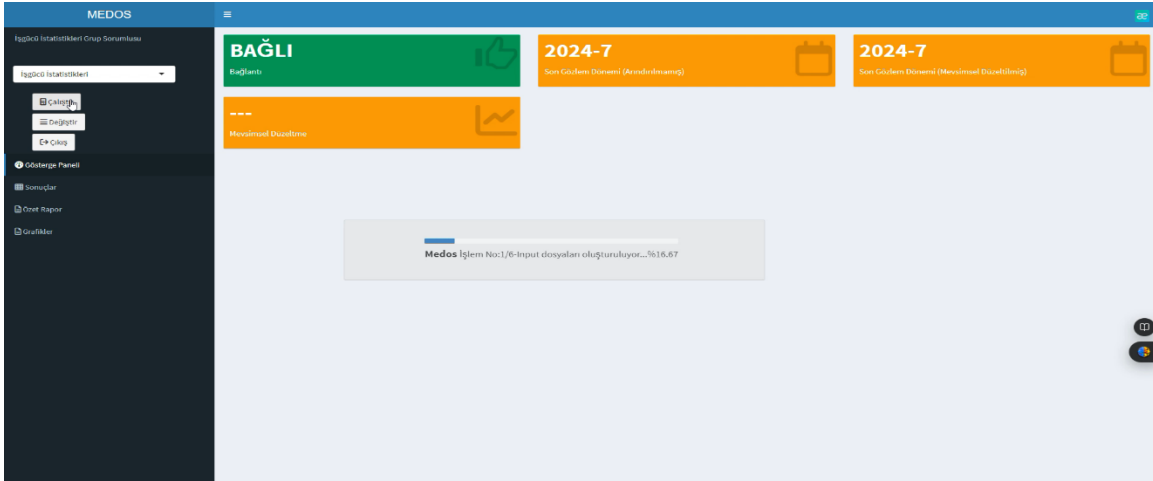 MEDOS
æ
İşgücü İstatistikleri Grup Sorumlusu
İşgücü İstatistikleri
Çalıştır
Değiştir
Çıkış
Gösterge Paneli
Sonuçlar
Özet Rapor
Grafikler
BAĞLI
Bağlantı
2024-7
Son Gözlem Dönemi (Arındırılmamış)
2024-7
Son Gözlem Dönemi (Mevsimsel Düzeltilmiş)
---
Mevsimsel Düzeltme
Medos İşlem No:1/6-Input dosyaları oluşturuluyor...%16.67